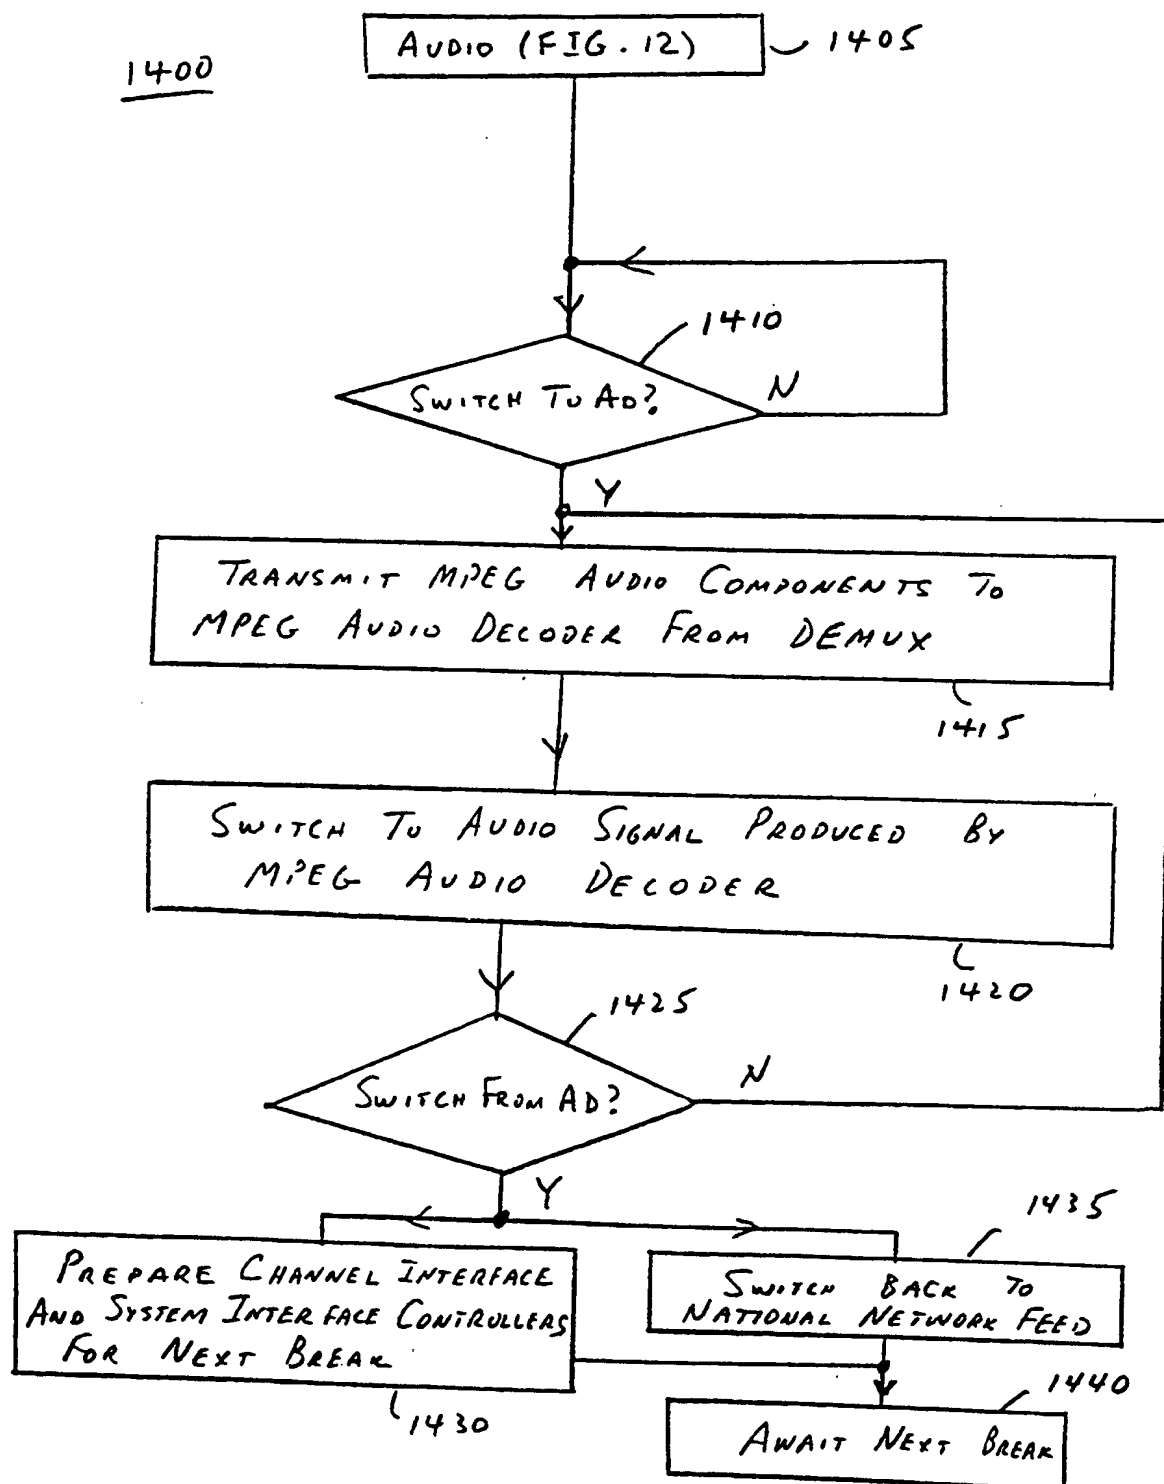 AUDIO (FIG. 12)
1405
1400
1410
SWITCH TO AD?
N
Y
TRANSMIT MPEG AUDIO COMPONENTS TO
MPEG AUDIO DECODER FROM DEMUX
1415
SWITCH TO AUDIO SIGNAL PRODUCED BY
MPEG AUDIO DECODER
1420
1425
SWITCH FROM AD?
N
Y
1435
PREPARE CHANNEL INTERFACE
AND SYSTEM INTERFACE CONTROLLERS
FOR NEXT BREAK
1430
SWITCH BACK TO
NATIONAL NETWORK FEED
1440
AWAIT NEXT BREAK